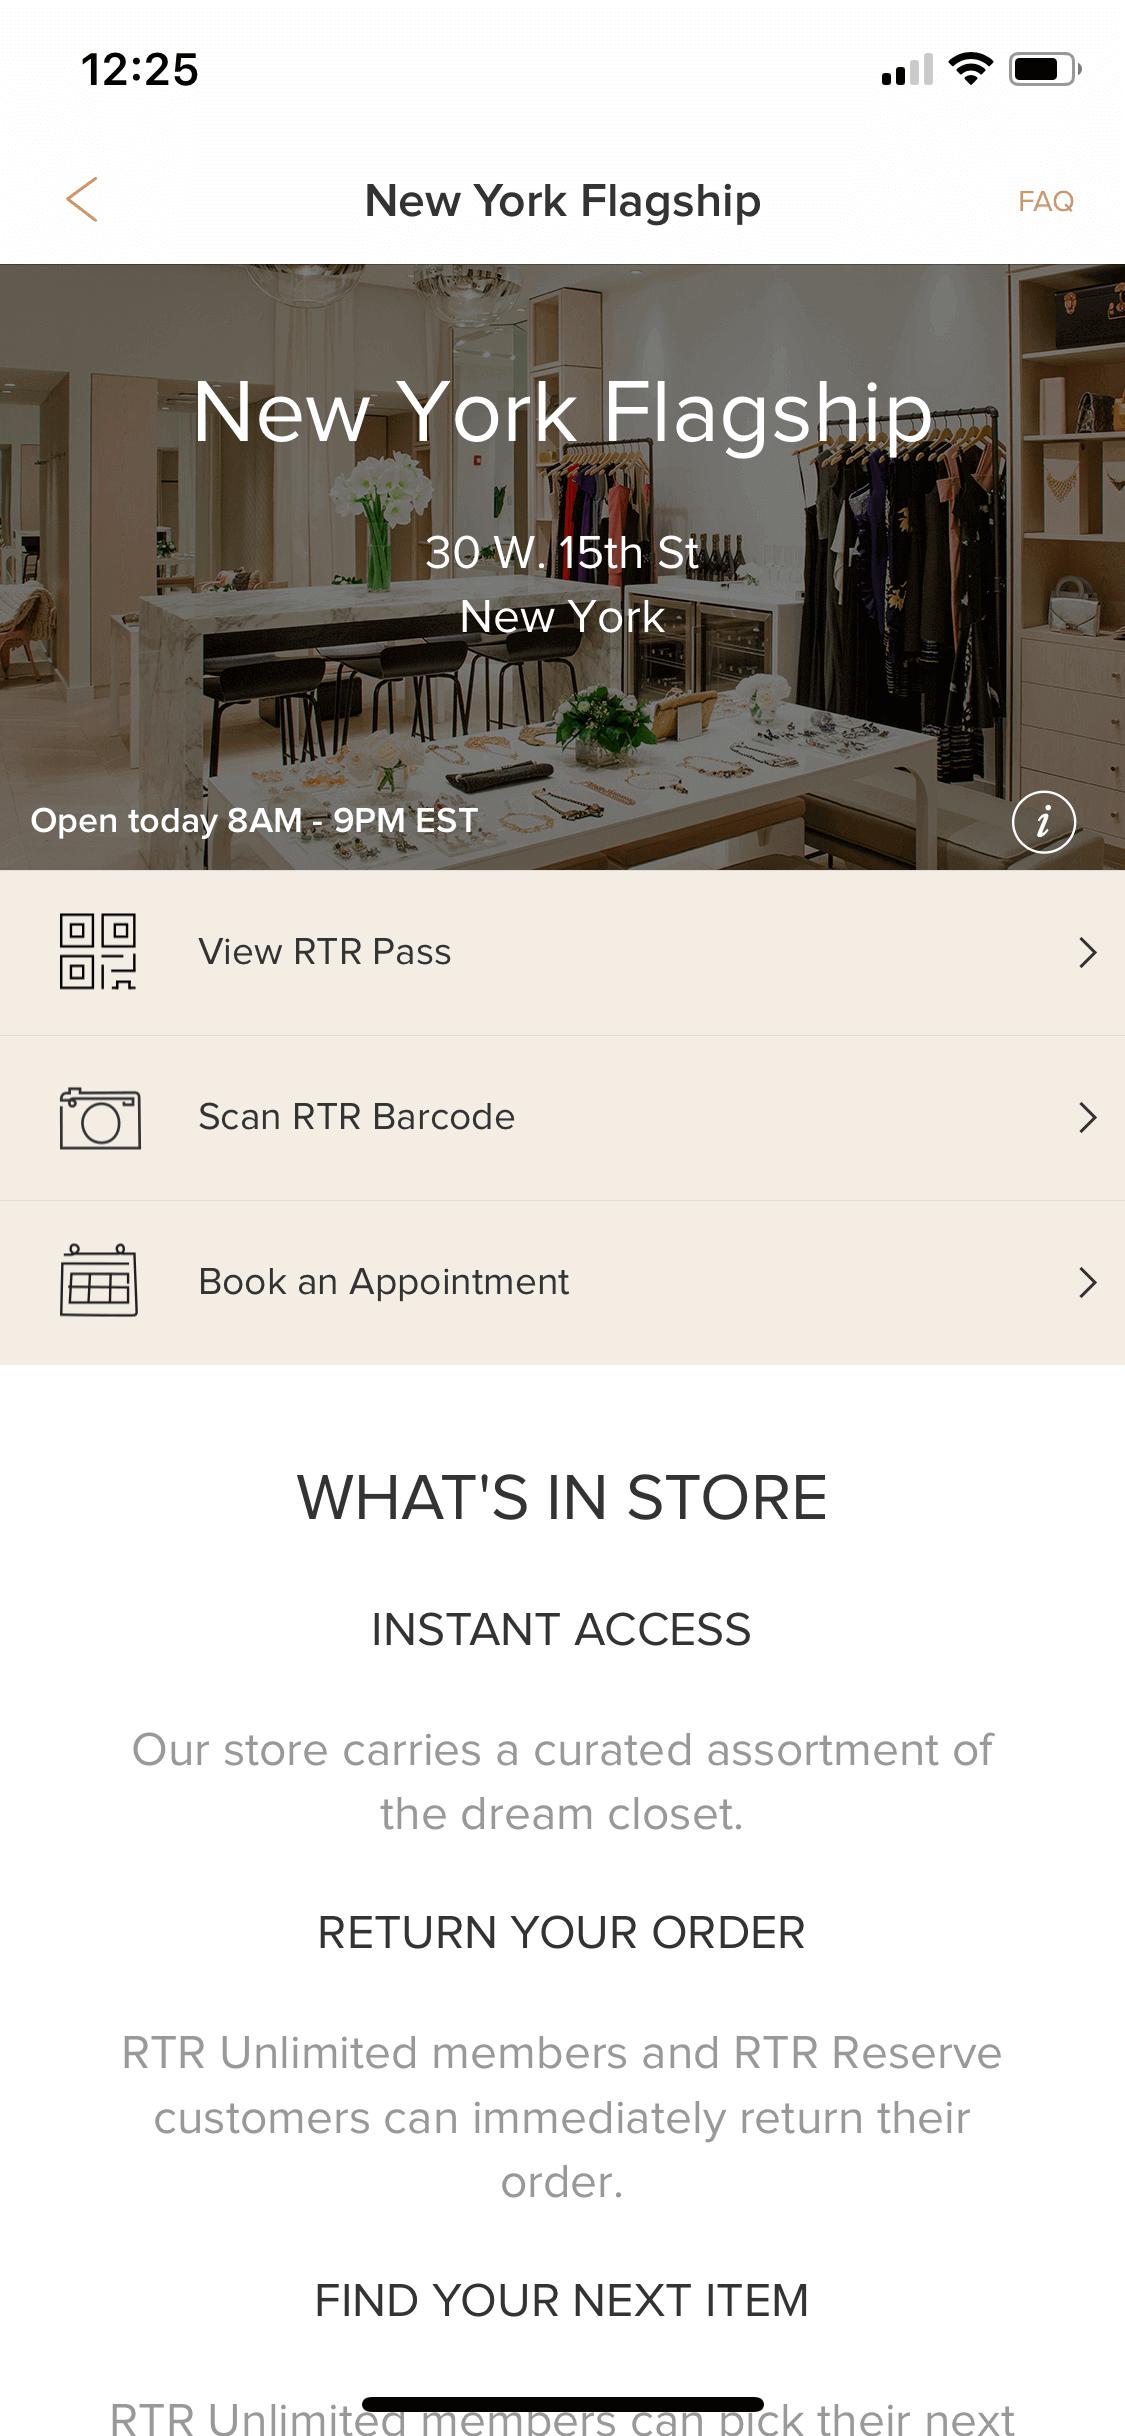 12:25
New York Flagship
FAQ
New York Flagship
30 W. 15th St
New York
Open today 8AM - 9PM EST
i
View RTR Pass
Scan RTR Barcode
Book an Appointment
WHAT'S IN STORE
INSTANT ACCESS
Our store carries a curated assortment of
the dream closet.
RETURN YOUR ORDER
RTR Unlimited members and RTR Reserve
customers can immediately return their
order.
FIND YOUR NEXT ITEM
RTR Unlimited members can pick their next